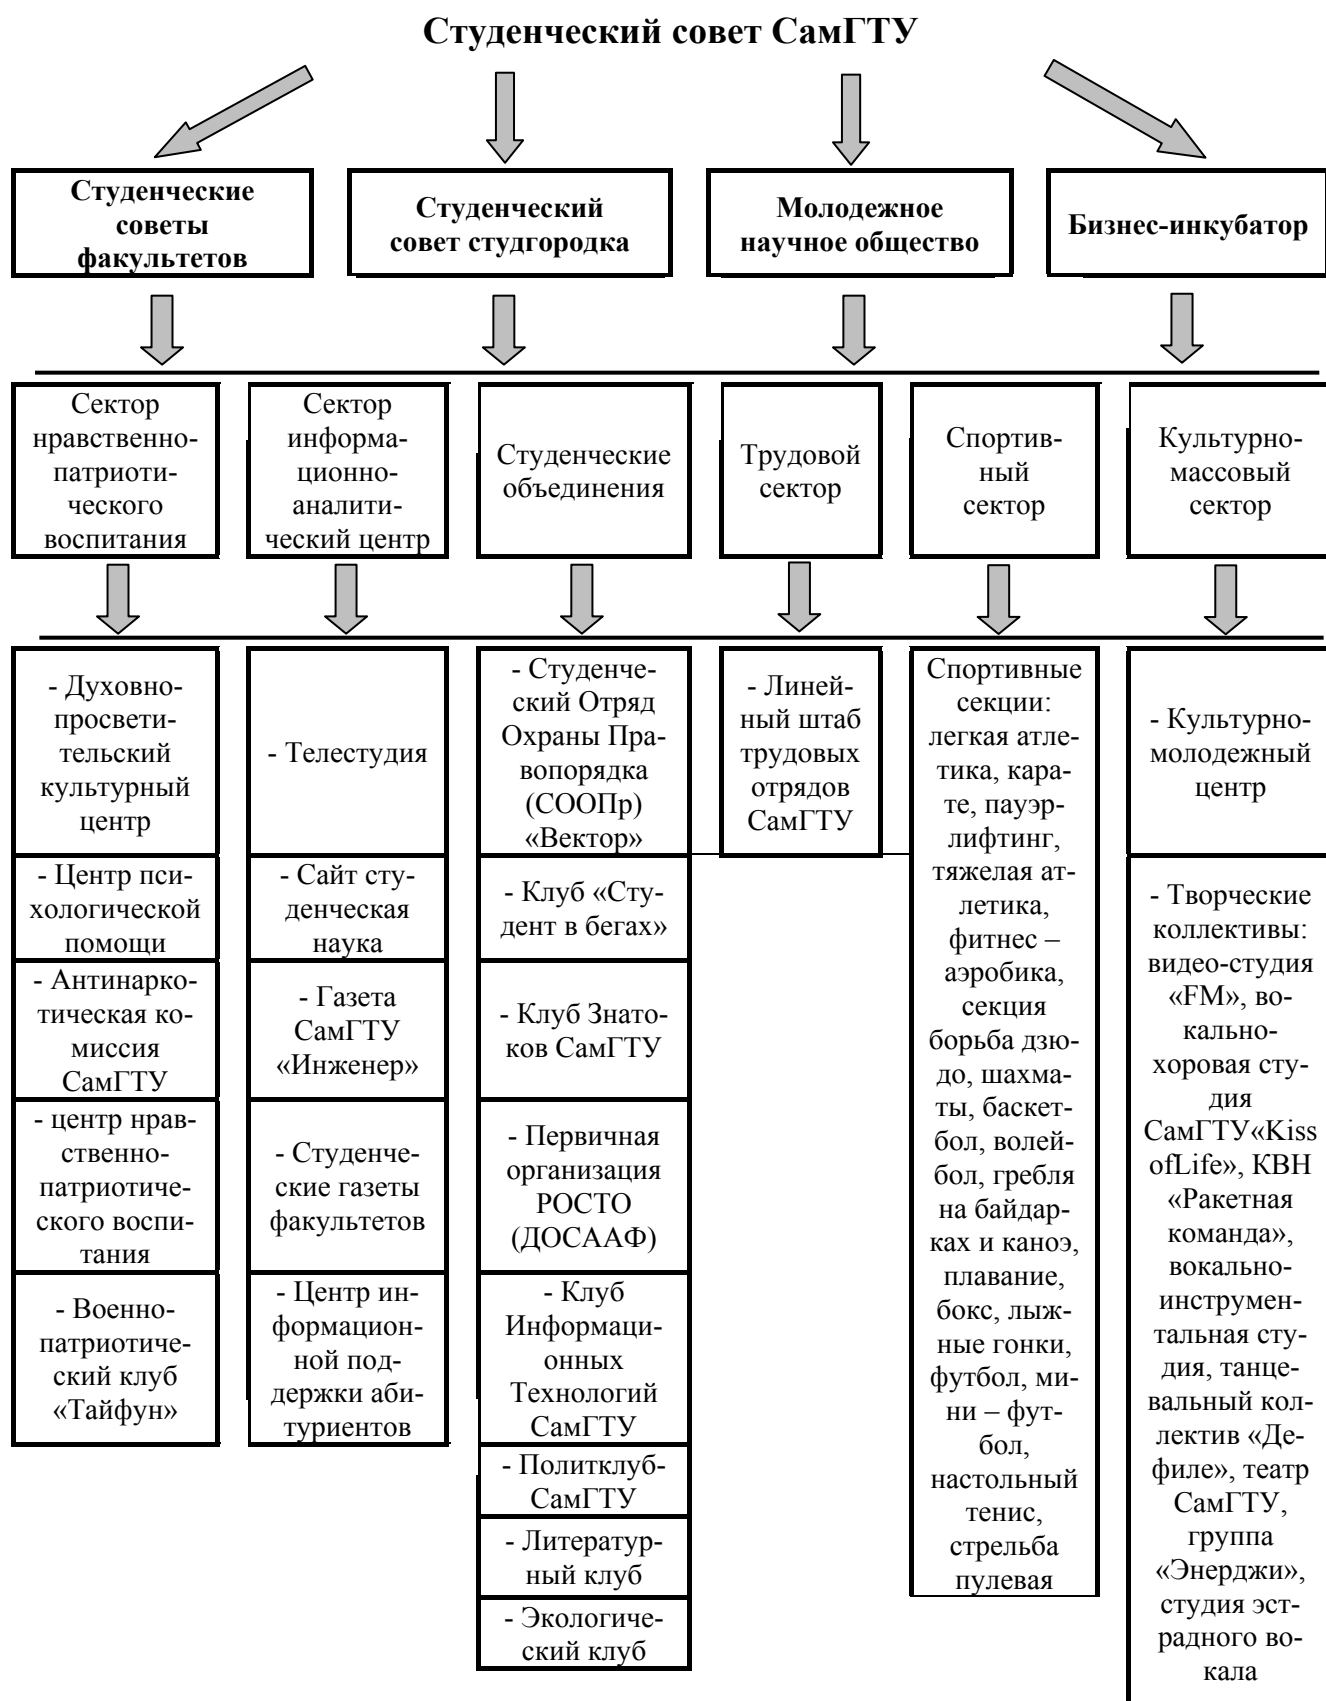 Студенческий совет СамГТУ
Студенческие
советы
факультетов
Студенческий
совет студгородка
Молодежное
научное общество
Бизнес-инкубатор
Сектор
нравственно-
патриоти-
ческого
воспитания
Сектор
информа-
ционно-
аналити-
ческий центр
Студенческие
объединения
Трудовой
сектор
Спортив-
ный
сектор
Культурно-
массовый
сектор
- Духовно-
просвети-
тельский
культурный
центр
- Центр пси-
хологической
помощи
- Антинарко-
тическая ко-
миссия
СамГТУ
- центр нрав-
ственно-
патриотиче-
ского воспи-
тания
- Военно-
патриотиче-
ский клуб
«Тайфун»
- Телестудия
- Сайт сту-
денческая
наука
- Газета
СамГТУ
«Инженер»
- Студенче-
ские газеты
факультетов
- Центр ин-
формацион-
ной под-
держки аби-
туриентов
- Студенче-
ский Отряд
Охраны Пра-
вопорядка
(СООПр)
«Вектор»
- Клуб «Сту-
дент в бегах»
- Клуб Знато-
ков СамГТУ
- Первичная
организация
РОСТО
(ДОСААФ)
- Клуб
Информаци-
онных
Технологий
СамГТУ
- Политклуб-
СамГТУ
- Литератур-
ный клуб
- Экологиче-
ский клуб
- Линей-
ный штаб
трудовых
отрядов
СамГТУ
Спортивные
секции:
легкая атле-
тика, кара-
те, пауэр-
лифтинг,
тяжелая ат-
летика,
фитнес –
аэробика,
секция
борьба дзю-
до, шахма-
ты, баскет-
бол, волей-
бол, гребля
на байдар-
ках и каноэ,
плавание,
бокс, лыж-
ные гонки,
футбол, ми-
ни – фут-
бол,
настольный
тенис,
стрельба
пулевая
- Культурно-
молодежный
центр
- Творческие
коллективы:
видео-студия
«FM», во-
кально-
хоровая сту-
дия
СамГТУ«Kiss
ofLife», КВН
«Ракетная
команда»,
вокально-
инструмен-
тальная сту-
дия, танце-
вальный кол-
лектив «Де-
филе», театр
СамГТУ,
группа
«Энерджи»,
студия эст-
радного во-
кала